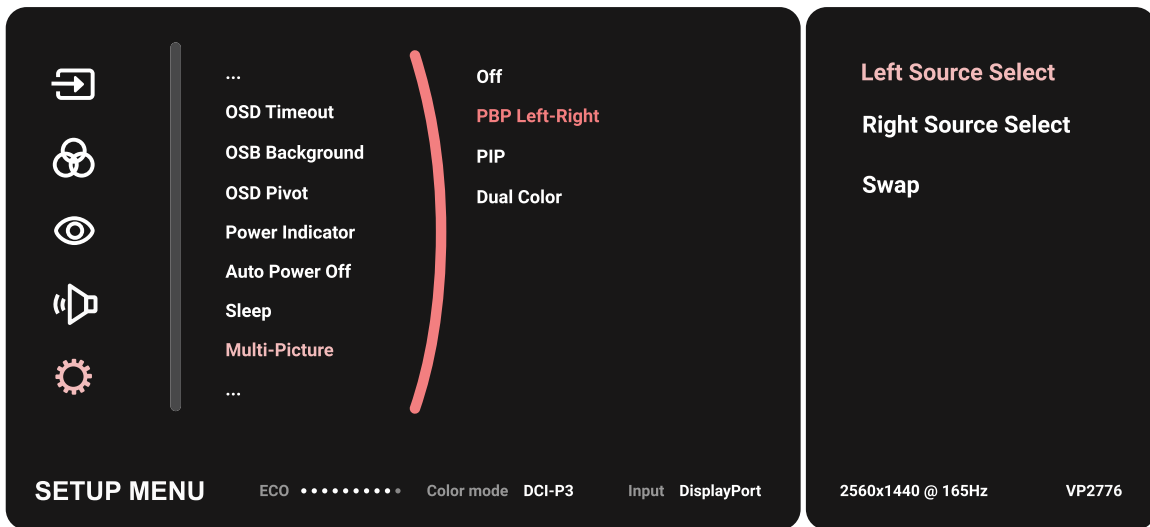 ...
OSD Timeout
OSB Background
OSD Pivot
Power Indicator
Auto Power Off
Sleep
Multi-Picture
...
Off
PBP Left-Right
PIP
Dual Color
Left Source Select
Right Source Select
Swap
SETUP MENU
ECO
Color mode DCI-P3
Input DisplayPort
2560x1440 @ 165Hz
VP2776